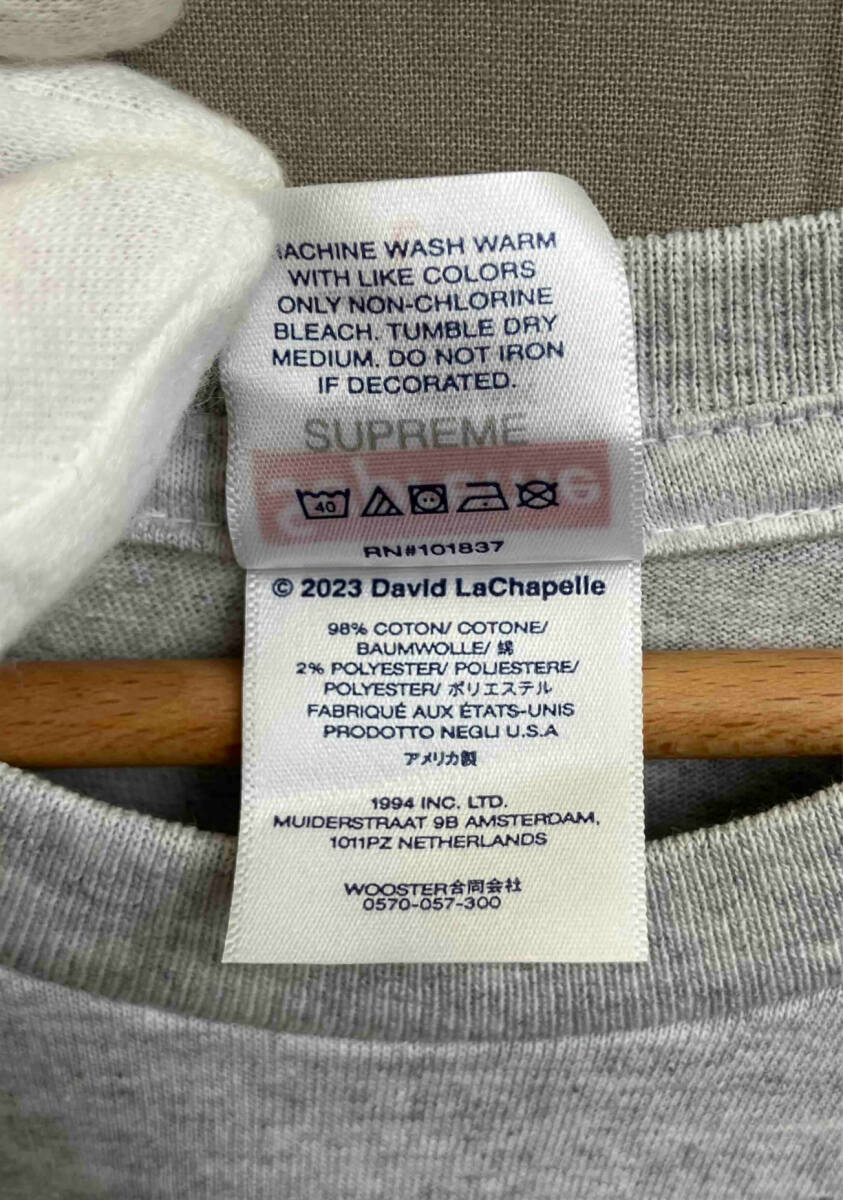 MACHINE WASH WARM
WITH LIKE COLORS
ONLY NON-CHLORINE
BLEACH. TUMBLE DRY
MEDIUM. DO NOT IRON
IF DECORATED.
SUPREME
40
RN#101837
© 2023 David LaChapelle
98% COTON/ COTONE/
BAUMWOLLE/ 綿
2% POLYESTER/ POLIESTERE/
POLYESTER/ ポリエステル
FABRIQUÉ AUX ÉTATS-UNIS
PRODOTTO NEGLI U.S.A
アメリカ製
1994 INC. LTD.
MUIDERSTRAAT 9B AMSTERDAM,
1011PZ NETHERLANDS
WOOSTER合同会社
0570-057-300